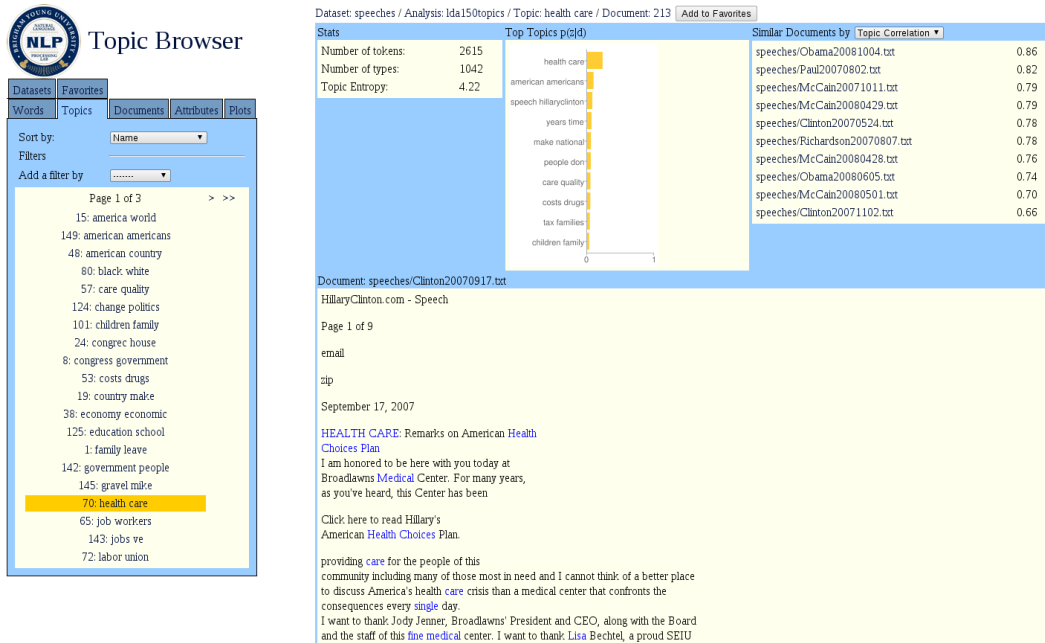 BRIGHAM YOUNG UNIVERSITY
NATURAL LANGUAGE
NLP
PROCESSING LAB
Topic Browser
Datasets Favorites
Words Topics Documents Attributes Plots
Sort by: Name
Filters
Add a filter by -------
Page 1 of 3 > >>
15: america world
149: american americans
48: american country
80: black white
57: care quality
124: change politics
101: children family
24: congrec house
8: congress government
53: costs drugs
19: country make
38: economy economic
125: education school
1: family leave
142: government people
145: gravel mike
70: health care
65: job workers
143: jobs ve
72: labor union
Dataset: speeches / Analysis: lda150topics / Topic: health care / Document: 213 Add to Favorites
Stats
Number of tokens: 2615
Number of types: 1042
Topic Entropy: 4.22
Top Topics p(z|d)
health care
american americans
speech hillaryclinton
years time
make national
people don
care quality
costs drugs
tax families
children family
0 1
Similar Documents by Topic Correlation
speeches/Obama20081004.txt 0.86
speeches/Paul20070802.txt 0.82
speeches/McCain20071011.txt 0.79
speeches/McCain20080429.txt 0.79
speeches/Clinton20070524.txt 0.78
speeches/Richardson20070807.txt 0.78
speeches/McCain20080428.txt 0.76
speeches/Obama20080605.txt 0.74
speeches/McCain20080501.txt 0.70
speeches/Clinton20071102.txt 0.66
Document: speeches/Clinton20070917.txt
HillaryClinton.com - Speech
Page 1 of 9
email
zip
September 17, 2007
HEALTH CARE: Remarks on American Health
Choices Plan
I am honored to be here with you today at
Broadlawns Medical Center. For many years,
as you've heard, this Center has been
Click here to read Hillary's
American Health Choices Plan.
providing care for the people of this
community including many of those most in need and I cannot think of a better place
to discuss America's health care crisis than a medical center that confronts the
consequences every single day.
I want to thank Jody Jenner, Broadlawns' President and CEO, along with the Board
and the staff of this fine medical center. I want to thank Lisa Bechtel, a proud SEIU